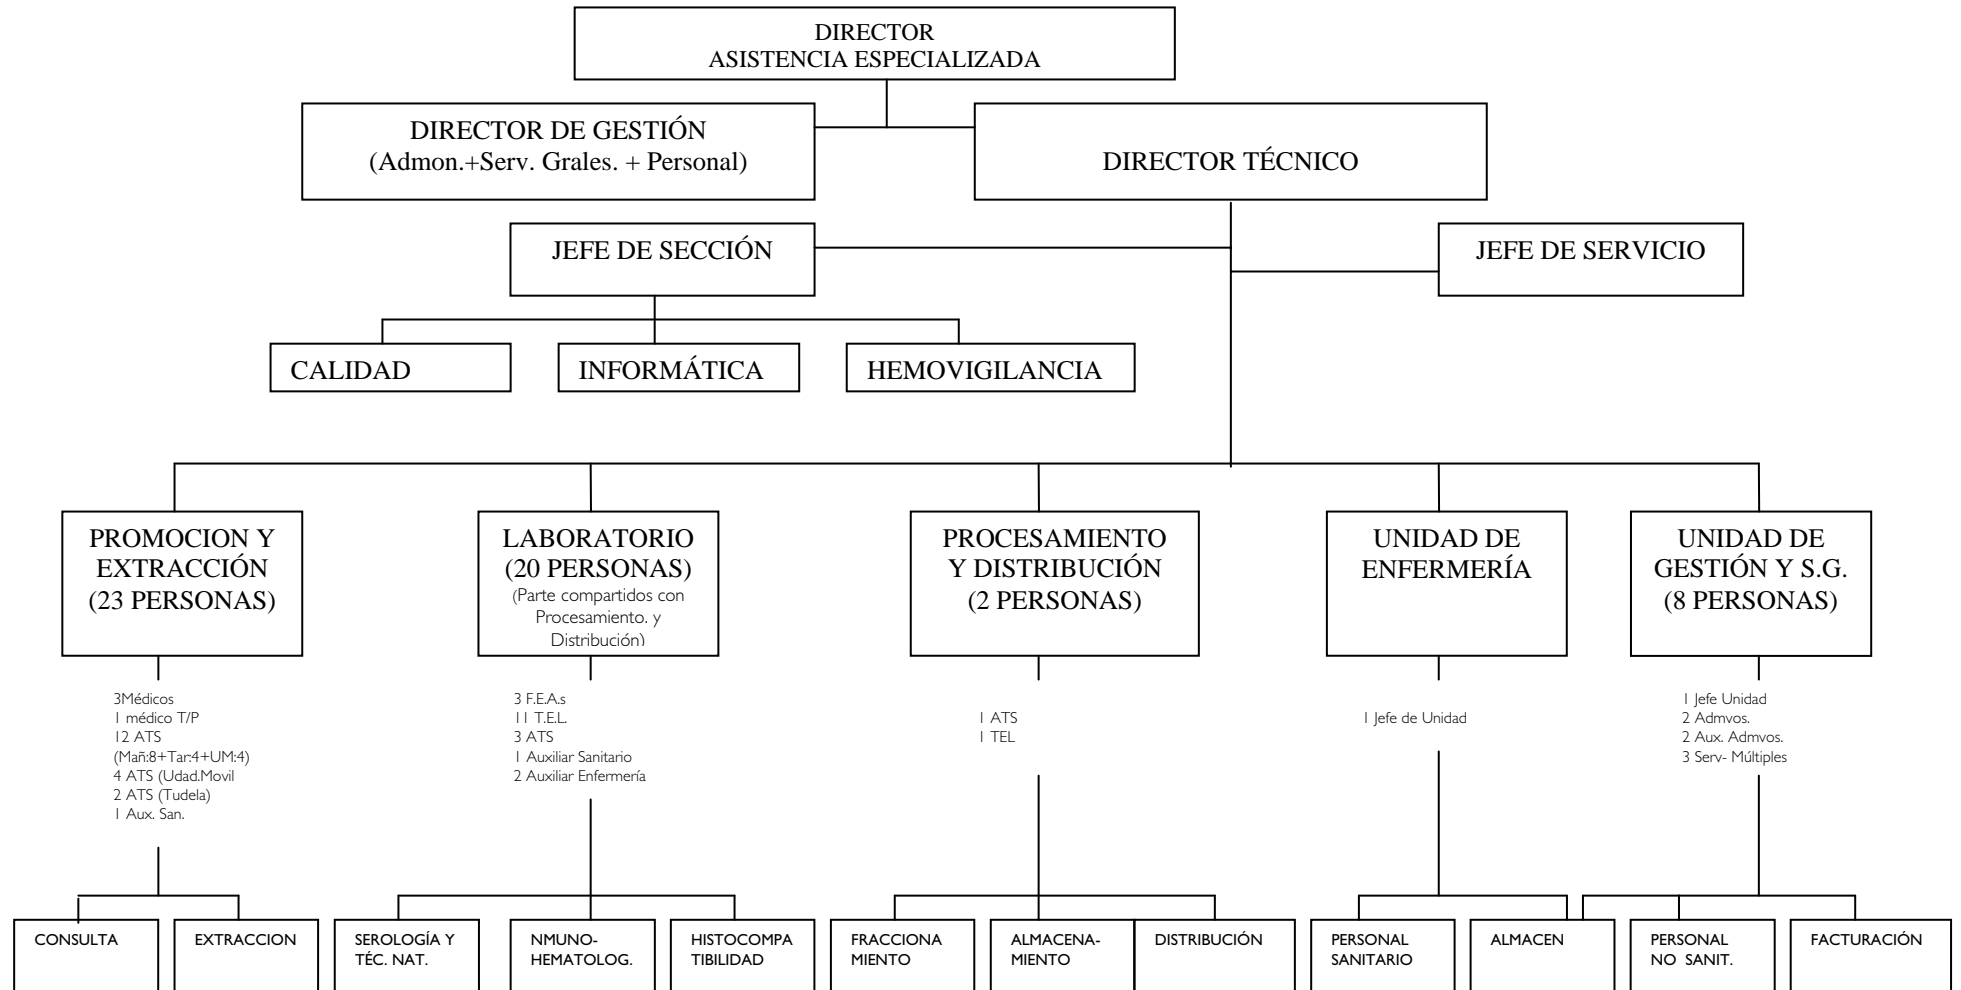 DIRECTOR
ASISTENCIA ESPECIALIZADA
DIRECTOR DE GESTIÓN
(Admon.+Serv. Grales. + Personal)
DIRECTOR TÉCNICO
JEFE DE SECCIÓN
JEFE DE SERVICIO
CALIDAD
INFORMÁTICA
HEMOVIGILANCIA
PROMOCION Y
EXTRACCIÓN
(23 PERSONAS)
LABORATORIO
(20 PERSONAS)
(Parte compartidos con
Procesamiento. y
Distribución)
PROCESAMIENTO
Y DISTRIBUCIÓN
(2 PERSONAS)
UNIDAD DE
ENFERMERÍA
UNIDAD DE
GESTIÓN Y S.G.
(8 PERSONAS)
3Médicos
1 médico T/P
12 ATS
(Mañ:8+Tar:4+UM:4)
4 ATS (Udad.Movil
2 ATS (Tudela)
1 Aux. San.
3 F.E.A.s
11 T.E.L.
3 ATS
1 Auxiliar Sanitario
2 Auxiliar Enfermería
1 ATS
1 TEL
1 Jefe de Unidad
1 Jefe Unidad
2 Admvos.
2 Aux. Admvos.
3 Serv- Múltiples
CONSULTA
EXTRACCION
SEROLOGÍA Y
TÉC. NAT.
NMUNO-
HEMATOLOG.
HISTOCOMPA
TIBILIDAD
FRACCIONA
MIENTO
ALMACENA-
MIENTO
DISTRIBUCIÓN
PERSONAL
SANITARIO
ALMACEN
PERSONAL
NO SANIT.
FACTURACIÓN